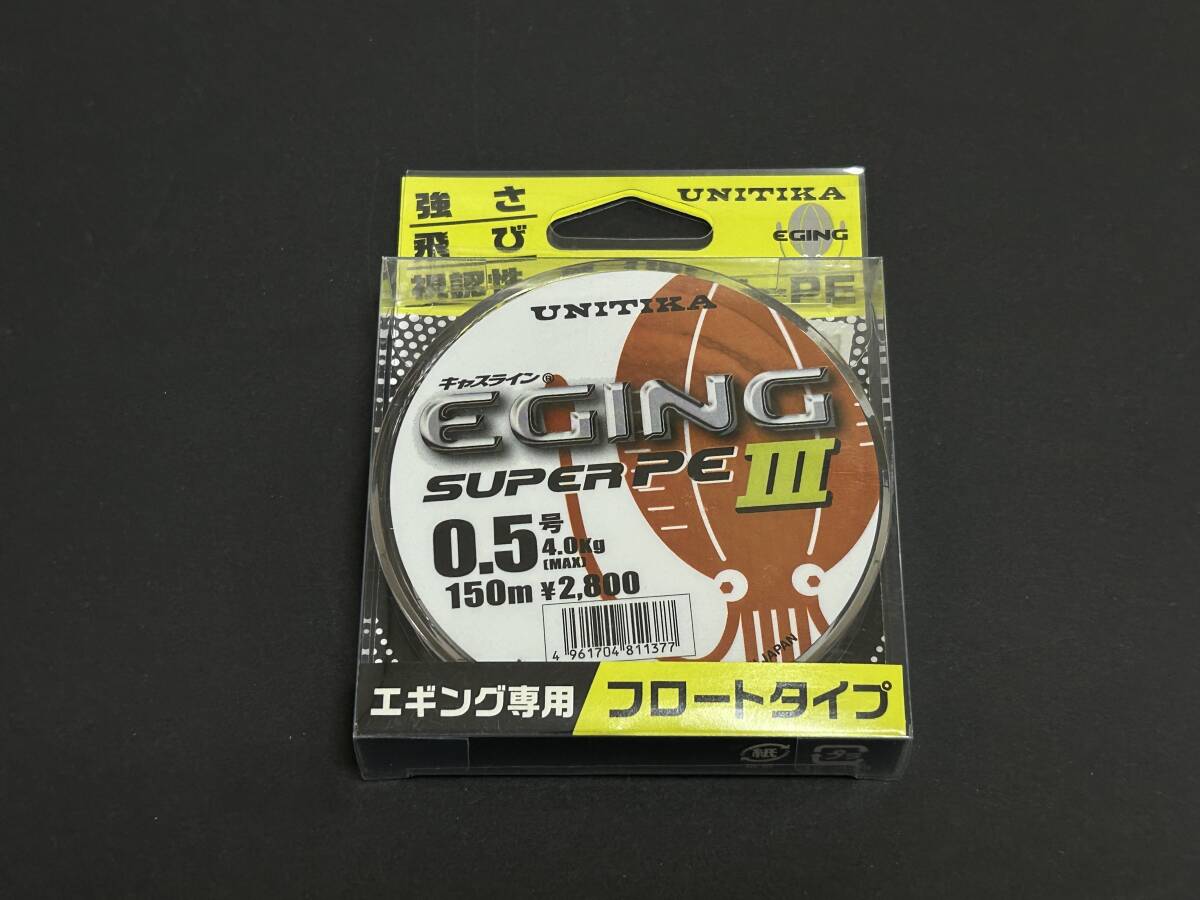 強さ
飛び
視認性
UNITIKA
EGING
PE
UNITIKA
キャスライン®
EGING
SUPER PE III
0.5号
4.0Kg
(MAX)
150m ¥2,800
4 961704 811377
JAPAN
エギング専用 フロートタイプ
紙